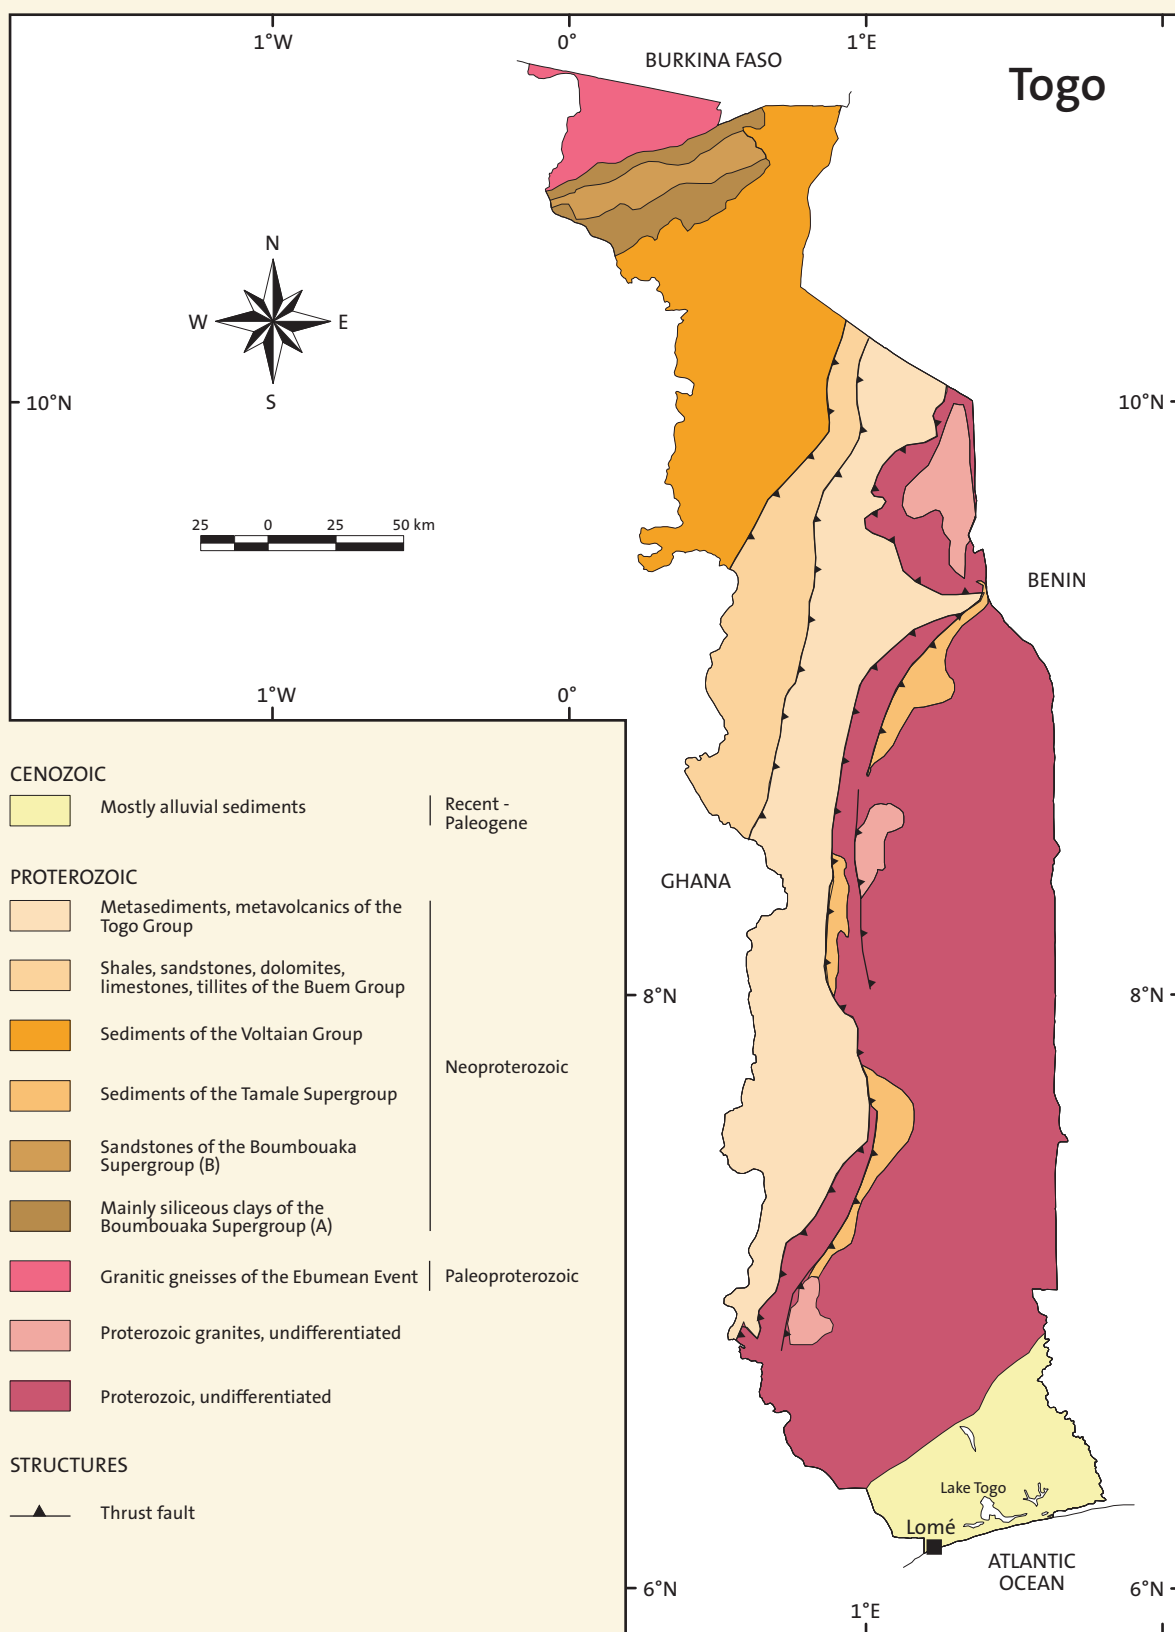 1°W
0°
1°E
BURKINA FASO
Togo
N
W
E
S
10°N
10°N
25
0
25
50 km
BENIN
1°W
0°
CENOZOIC
Mostly alluvial sediments
Recent -
Paleogene
PROTEROZOIC
Metasediments, metavolcanics of the
Togo Group
Shales, sandstones, dolomites,
limestones, tillites of the Buem Group
Sediments of the Voltaian Group
Neoproterozoic
Sediments of the Tamale Supergroup
Sandstones of the Boumbouaka
Supergroup (B)
Mainly siliceous clays of the
Boumbouaka Supergroup (A)
Granitic gneisses of the Ebumean Event
Paleoproterozoic
Proterozoic granites, undifferentiated
Proterozoic, undifferentiated
STRUCTURES
Thrust fault
GHANA
8°N
8°N
Lake Togo
Lomé
ATLANTIC
OCEAN
6°N
6°N
1°E